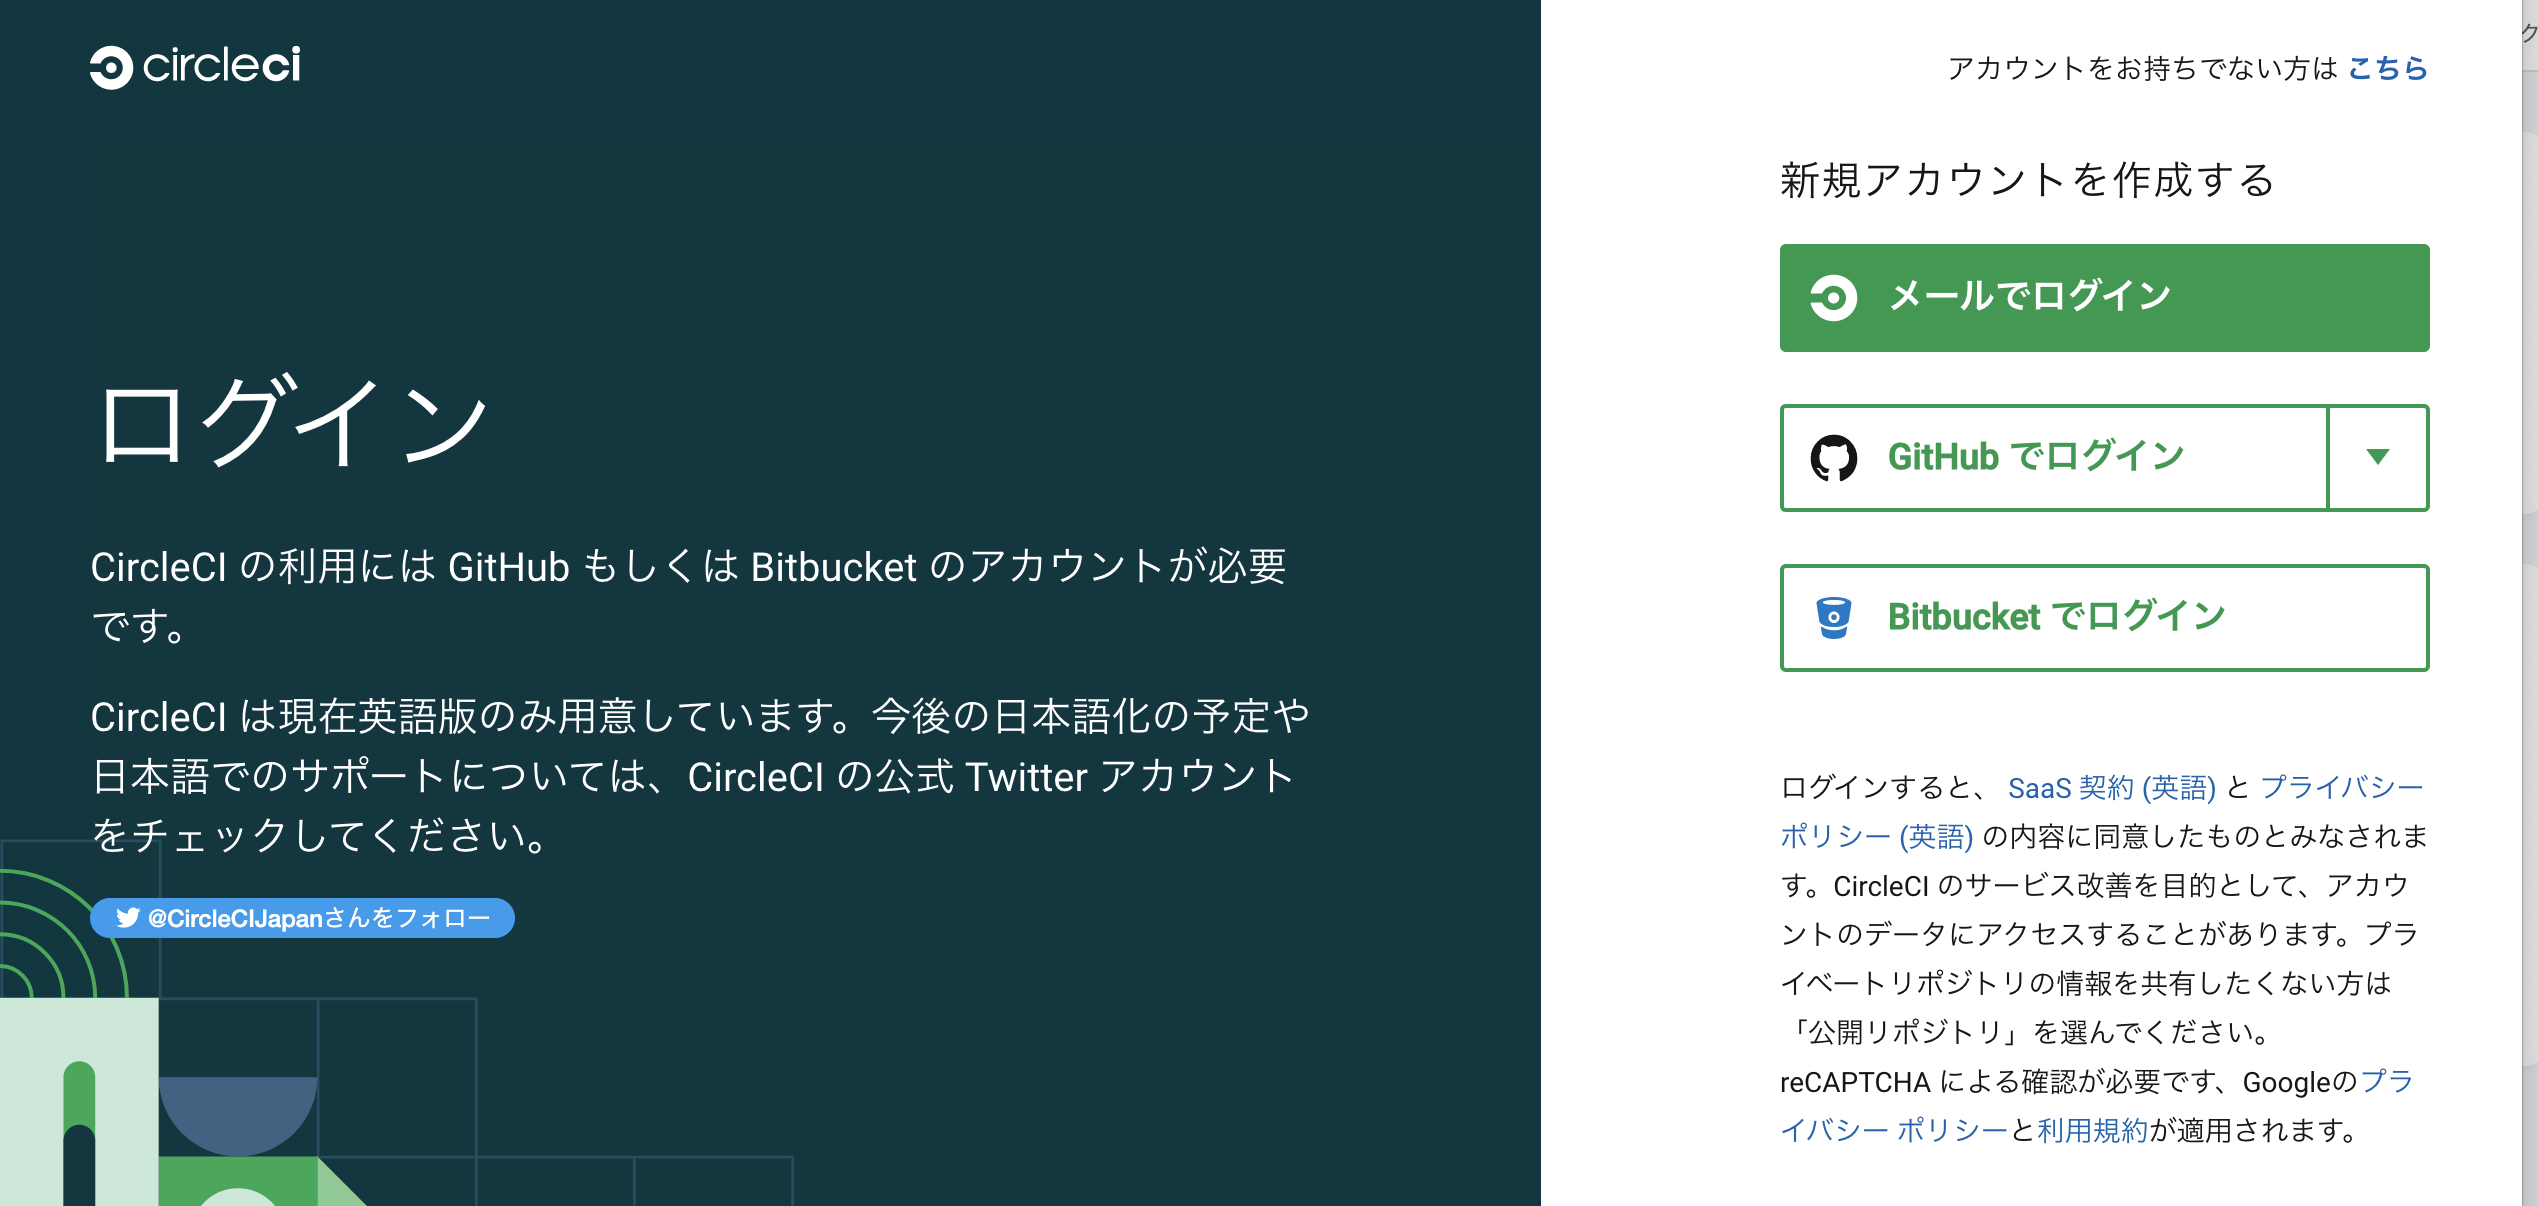 circleci
ログイン
CircleCI の利用には GitHub もしくは Bitbucket のアカウントが必要
です。
CircleCI は現在英語版のみ用意しています。今後の日本語化の予定や
日本語でのサポートについては、CircleCI の公式 Twitter アカウント
をチェックしてください。
@CircleCIJapanさんをフォロー
アカウントをお持ちでない方は こちら
新規アカウントを作成する
メールでログイン
GitHub でログイン
Bitbucket でログイン
ログインすると、 SaaS 契約 (英語) と プライバシー
ポリシー (英語) の内容に同意したものとみなされま
す。CircleCI のサービス改善を目的として、アカウ
ントのデータにアクセスすることがあります。プラ
イベートリポジトリの情報を共有したくない方は
「公開リポジトリ」を選んでください。
reCAPTCHA による確認が必要です、Googleのプラ
イバシー ポリシーと利用規約が適用されます。